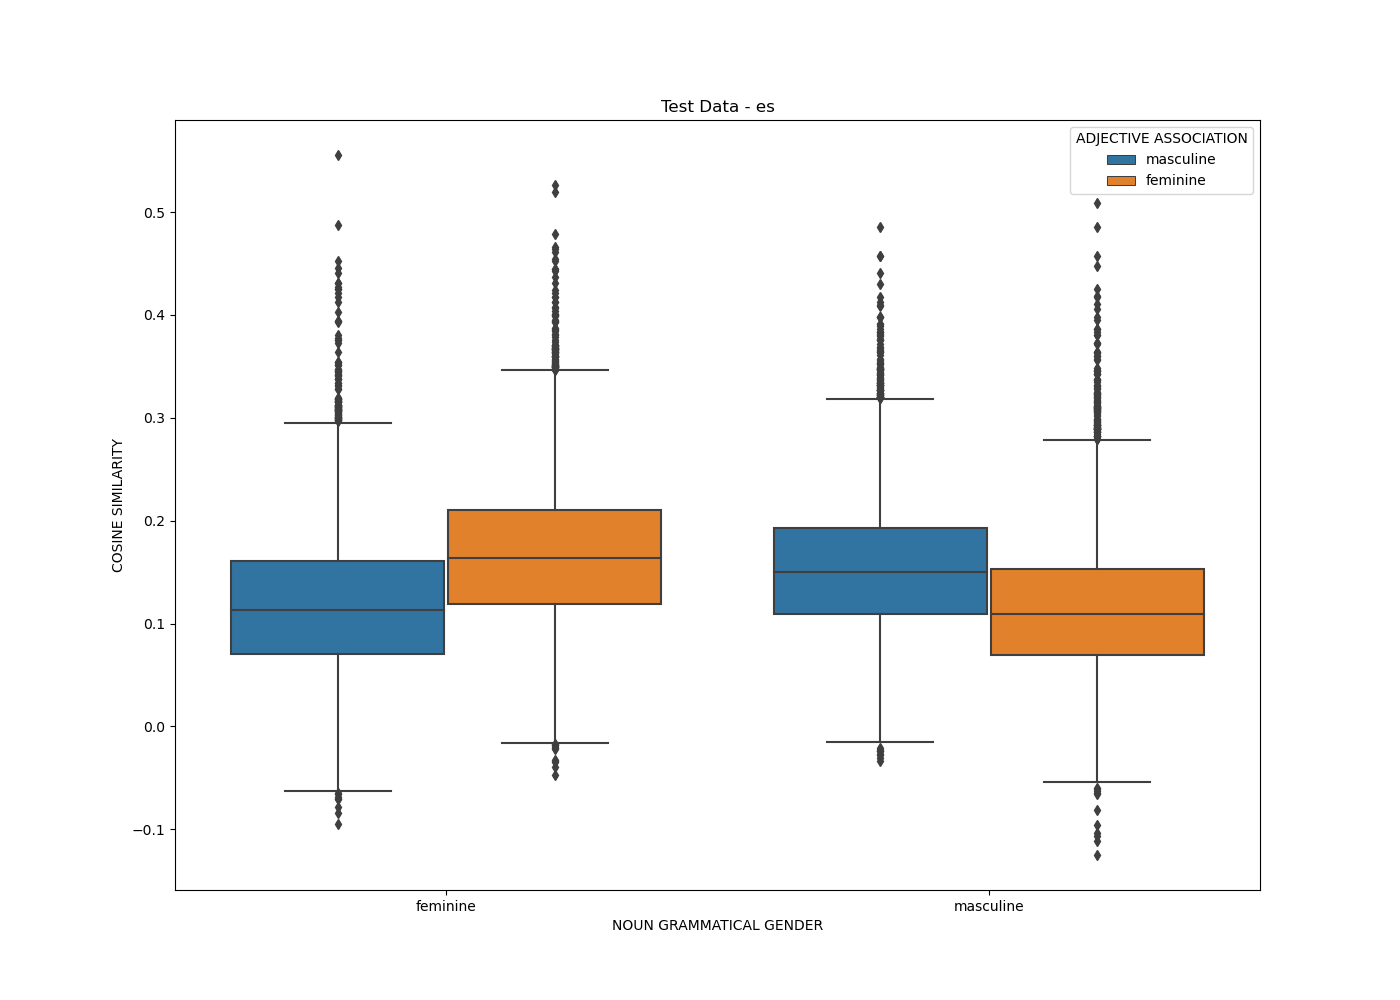 Test Data - es
ADJECTIVE ASSOCIATION
masculine
feminine
COSINE SIMILARITY
0.5
0.4
0.3
0.2
0.1
0.0
−0.1
feminine
masculine
NOUN GRAMMATICAL GENDER